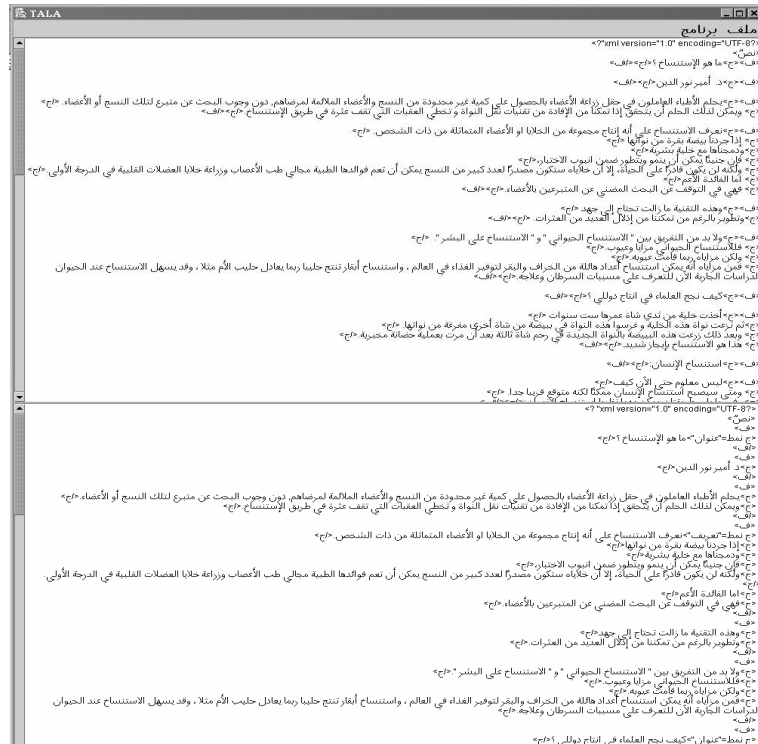 TALA
ملف برنامج
<?xml version="1.0" encoding="UTF-8"?>
<نصّ>
<ف><ج>ما هو الإستنساخ ؟</ج></ف>
<ف><ج>د. أمير نور الدين</ج></ف>
<ف><ج>يحلم الأطباء العاملون في حقل زراعة الأعضاء بالحصول على كمية غير محدودة من النسج والأعضاء الملائمة لمرضاهم, دون وجوب البحث عن متبرع لتلك النسج أو الأعضاء. </ج>
<ج> ويمكن لذلك الحلم أن يتحقق إذا تمكنا من الإفادة من تقنيات نقل النواة و تخطي العقبات التي تقف عثرة في طريق الإستنساخ.</ج></ف>
<ف><ج>نعرف الاستنساخ على أنه إنتاج مجموعة من الخلايا او الأعضاء المتماثلة من ذات الشخص. </ج>
<ج> إذا جردنا بيضة بقرة من نواتها </ج>
<ج>ودمجناها مع خلية بشرية</ج>
<ج> فإن جنينًا يمكن أن ينمو ويتطور ضمن انبوب الاختبار,</ج>
<ج> ولكنه لن يكون قادرًا على الحياة, إلا أن خلاياه ستكون مصدرًا لعدد كبير من النسج يمكن أن تعم فوائدها الطبية مجالي طب الأعصاب وزراعة خلايا العضلات القلبية في الدرجة الأولى.</ج>
<ج> اما الفائدة الأعم</ج>
<ج> فهي في التوقف عن البحث المضني عن المتبرعين بالأعضاء.</ج></ف>
<ف><ج>وهذه التقنية ما زالت تحتاج إلى جهد </ج>
<ج>وتطوير بالرغم من تمكننا من إذلال العديد من العثرات. </ج></ف>
<ف><ج>ولا بد من التفريق بين " الاستنساخ الحيواني " و " الاستنساخ على البشر ". </ج>
<ج> فللاستنساخ الحيواني مزايا وعيوب.</ج>
<ج> ولكن مزاياه ربما فاقت عيوبه.</ج>
<ج> فمن مزاياه أنه يمكن استنساخ أعداد هائلة من الخراف والبقر لتوفير الغذاء في العالم ، واستنساخ أبقار تنتج حليبا ربما يعادل حليب الأم مثلا ، وقد يسهل الاستنساخ عند الحيوان
لدراسات الجارية الآن للتعرف على مسببات السرطان وعلاجه.</ج></ف>
<ف><ج>كيف نجح العلماء في انتاج دوللي ؟</ج></ف>
<ف><ج>أخذت خلية من ثدي شاة عمرها ست سنوات </ج>
<ج>ثم نزعت نواة هذه الخلية و غرسوا هذه النواة في بييضة من شاة أخرى مفرغة من نواتها. </ج>
<ج> وبعد ذلك زرعت هذه البييضة بالنواة الجديدة في رحم شاة ثالثة بعد أن مرت بعملية حضانة مخبرية.</ج>
<ج> هذا هو الاستنساخ بإيجاز شديد.</ج></ف>
<ف><ج>استنساخ الإنسان:</ج></ف>
<ف><ج>ليس معلوم حتى الآن كيف</ج>
<ج> ومتى سيصبح استنساخ الإنسان ممكنًا لكنه متوقع قريبا جدا. </ج>
<?xml version="1.0" encoding="UTF-8"?>
<نصّ>
<ف>
<ج نمط="عنوان">ما هو الإستنساخ ؟</ج>
</ف>
<ف>
<ج>د. أمير نور الدين</ج>
</ف>
<ف>
<ج>يحلم الأطباء العاملون في حقل زراعة الأعضاء بالحصول على كمية غير محدودة من النسج والأعضاء الملائمة لمرضاهم, دون وجوب البحث عن متبرع لتلك النسج أو الأعضاء.</ج>
<ج>ويمكن لذلك الحلم أن يتحقق إذا تمكنا من الإفادة من تقنيات نقل النواة و تخطي العقبات التي تقف عثرة في طريق الإستنساخ.</ج>
</ف>
<ف>
<ج نمط="تعريف">نعرف الاستنساخ على أنه إنتاج مجموعة من الخلايا او الأعضاء المتماثلة من ذات الشخص.</ج>
<ج>إذا جردنا بيضة بقرة من نواتها</ج>
<ج>ودمجناها مع خلية بشرية</ج>
<ج>فإن جنينًا يمكن أن ينمو ويتطور ضمن انبوب الاختبار,</ج>
<ج>ولكنه لن يكون قادرًا على الحياة, إلا أن خلاياه ستكون مصدرًا لعدد كبير من النسج يمكن أن تعم فوائدها الطبية مجالي طب الأعصاب وزراعة خلايا العضلات القلبية في الدرجة الأولى.
</ج>
<ج>اما الفائدة الأعم</ج>
<ج>فهي في التوقف عن البحث المضني عن المتبرعين بالأعضاء.</ج>
</ف>
<ف>
<ج>وهذه التقنية ما زالت تحتاج إلى جهد</ج>
<ج>وتطوير بالرغم من تمكننا من إذلال العديد من العثرات.</ج>
</ف>
<ف>
<ج>ولا بد من التفريق بين " الاستنساخ الحيواني " و " الاستنساخ على البشر ".</ج>
<ج>فللاستنساخ الحيواني مزايا وعيوب.</ج>
<ج>ولكن مزاياه ربما فاقت عيوبه.</ج>
<ج>فمن مزاياه أنه يمكن استنساخ أعداد هائلة من الخراف والبقر لتوفير الغذاء في العالم ، واستنساخ أبقار تنتج حليبا ربما يعادل حليب الأم مثلا ، وقد يسهل الاستنساخ عند الحيوان
لدراسات الجارية الآن للتعرف على مسببات السرطان وعلاجه.</ج>
</ف>
<ف>
<ج نمط="عنوان">كيف نجح العلماء في انتاج دوللي ؟</ج>